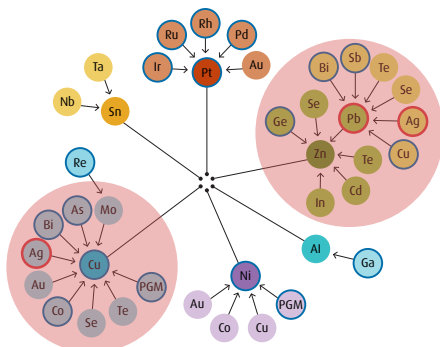 Rh
Ru
Pd
Ir
Pt
Au
Ta
Nb
Sn
Sb
Bi
Te
Se
Se
Ge
Pb
Ag
Cu
Zn
Te
Cd
In
Re
As
Mo
Bi
Ag
Cu
Au
PGM
Co
Te
Se
Al
Ga
Ni
Au
PGM
Co
Cu